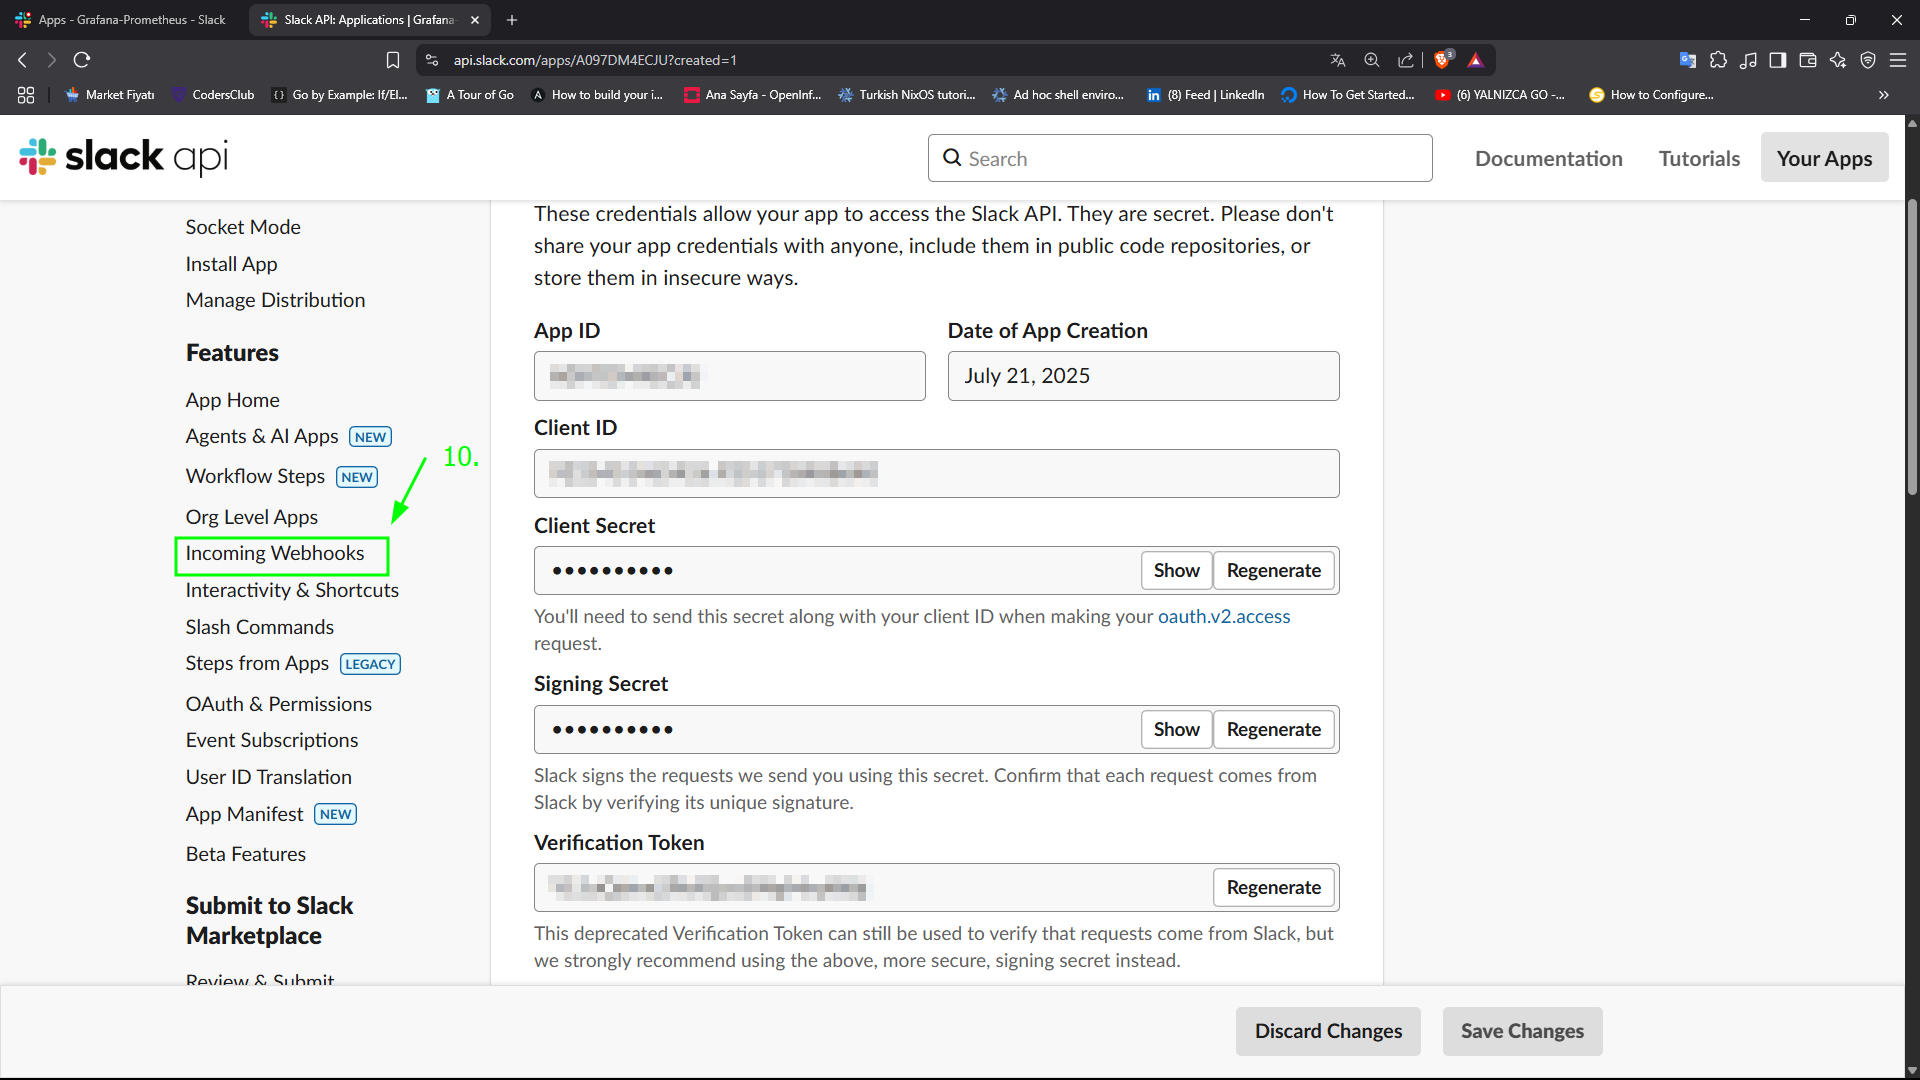 Apps - Grafana-Prometheus - Slack
Slack API: Applications | Grafana-
api.slack.com/apps/A097DM4ECJU?created=1
3
Market Fiyatı
CodersClub
Go by Example: If/El...
A Tour of Go
How to build your i...
Ana Sayfa - OpenInf...
Turkish NixOS tutori...
Ad hoc shell enviro...
(8) Feed | LinkedIn
How To Get Started...
(6) YALNIZCA GO -...
How to Configure...
slack api
Search
Documentation
Tutorials
Your Apps
Socket Mode
Install App
Manage Distribution
Features
App Home
Agents & AI Apps NEW
Workflow Steps NEW
10.
Org Level Apps
Incoming Webhooks
Interactivity & Shortcuts
Slash Commands
Steps from Apps LEGACY
OAuth & Permissions
Event Subscriptions
User ID Translation
App Manifest NEW
Beta Features
Submit to Slack
Marketplace
Review & Submit
These credentials allow your app to access the Slack API. They are secret. Please don't
share your app credentials with anyone, include them in public code repositories, or
store them in insecure ways.
App ID
Date of App Creation
July 21, 2025
Client ID
Client Secret
••••••••••
Show
Regenerate
You'll need to send this secret along with your client ID when making your oauth.v2.access
request.
Signing Secret
••••••••••
Show
Regenerate
Slack signs the requests we send you using this secret. Confirm that each request comes from
Slack by verifying its unique signature.
Verification Token
Regenerate
This deprecated Verification Token can still be used to verify that requests come from Slack, but
we strongly recommend using the above, more secure, signing secret instead.
Discard Changes
Save Changes